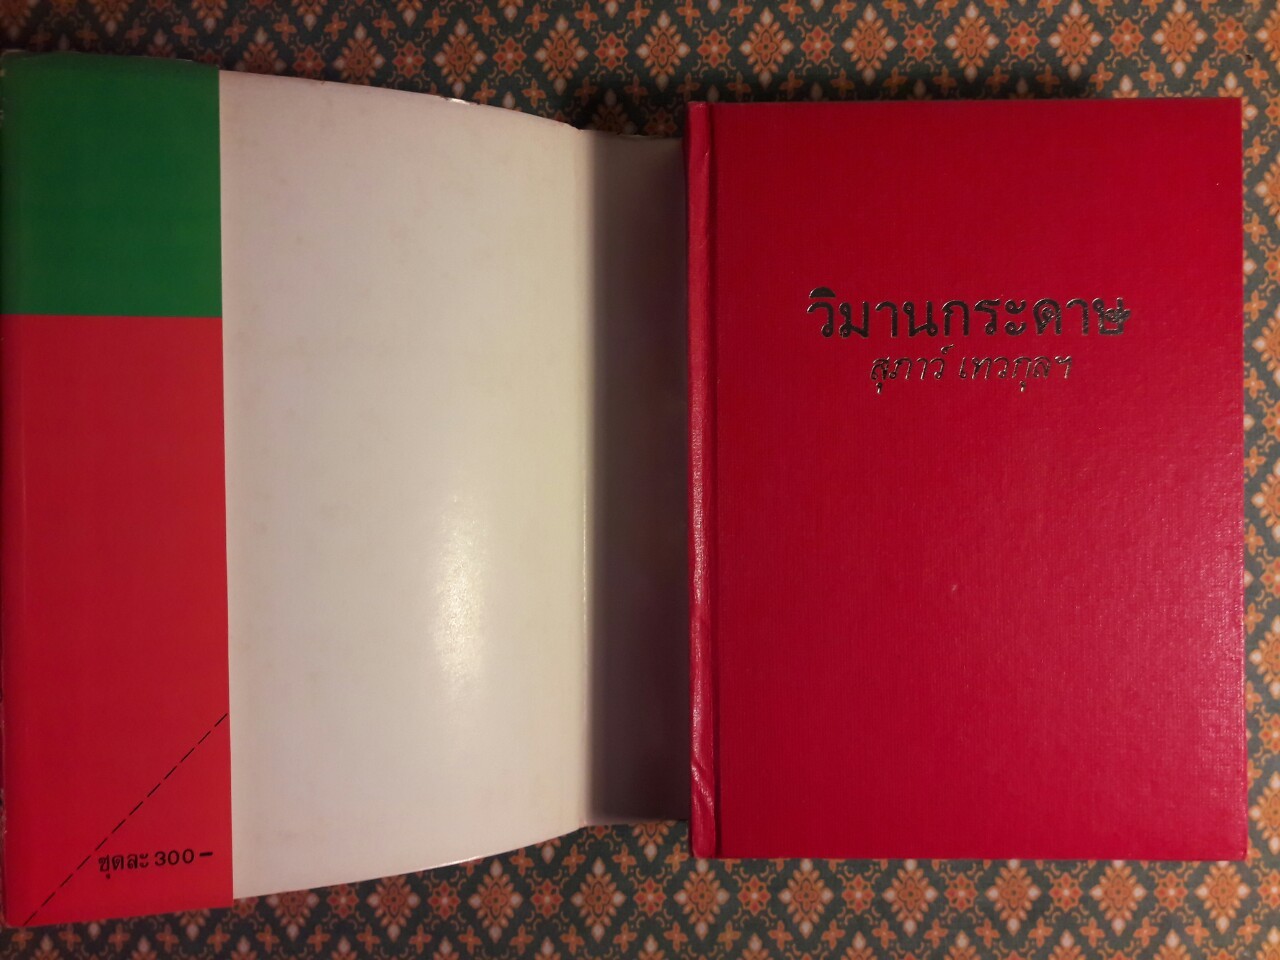 วิมานกระดาษ
สุภาว์ เทวกุลฯ
ชุดละ 300 –